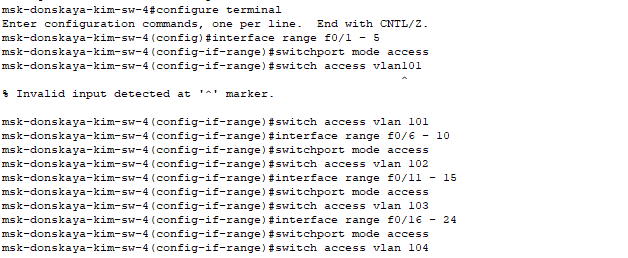 msk-donskaya-kim-sw-4#configure terminal
Enter configuration commands, one per line.  End with CNTL/Z.
msk-donskaya-kim-sw-4(config)#interface range f0/1 - 5
msk-donskaya-kim-sw-4(config-if-range)#switchport mode access
msk-donskaya-kim-sw-4(config-if-range)#switch access vlan101
^
% Invalid input detected at '^' marker.
msk-donskaya-kim-sw-4(config-if-range)#switch access vlan 101
msk-donskaya-kim-sw-4(config-if-range)#interface range f0/6 - 10
msk-donskaya-kim-sw-4(config-if-range)#switchport mode access
msk-donskaya-kim-sw-4(config-if-range)#switch access vlan 102
msk-donskaya-kim-sw-4(config-if-range)#interface range f0/11 - 15
msk-donskaya-kim-sw-4(config-if-range)#switchport mode access
msk-donskaya-kim-sw-4(config-if-range)#switch access vlan 103
msk-donskaya-kim-sw-4(config-if-range)#interface range f0/16 - 24
msk-donskaya-kim-sw-4(config-if-range)#switchport mode access
msk-donskaya-kim-sw-4(config-if-range)#switch access vlan 104